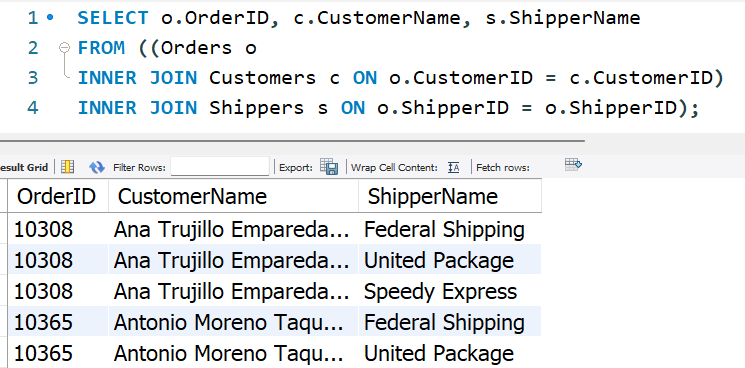 1 SELECT o.OrderID, c.CustomerName, s.ShipperName
2 FROM ((Orders o
3 INNER JOIN Customers c ON o.CustomerID = c.CustomerID)
4 INNER JOIN Shippers s ON o.ShipperID = o.ShipperID);
esult Grid Filter Rows: Export: Wrap Cell Content: IA Fetch rows:
OrderID CustomerName ShipperName
10308 Ana Trujillo Empareda... Federal Shipping
10308 Ana Trujillo Empareda... United Package
10308 Ana Trujillo Empareda... Speedy Express
10365 Antonio Moreno Taqu... Federal Shipping
10365 Antonio Moreno Taqu... United Package